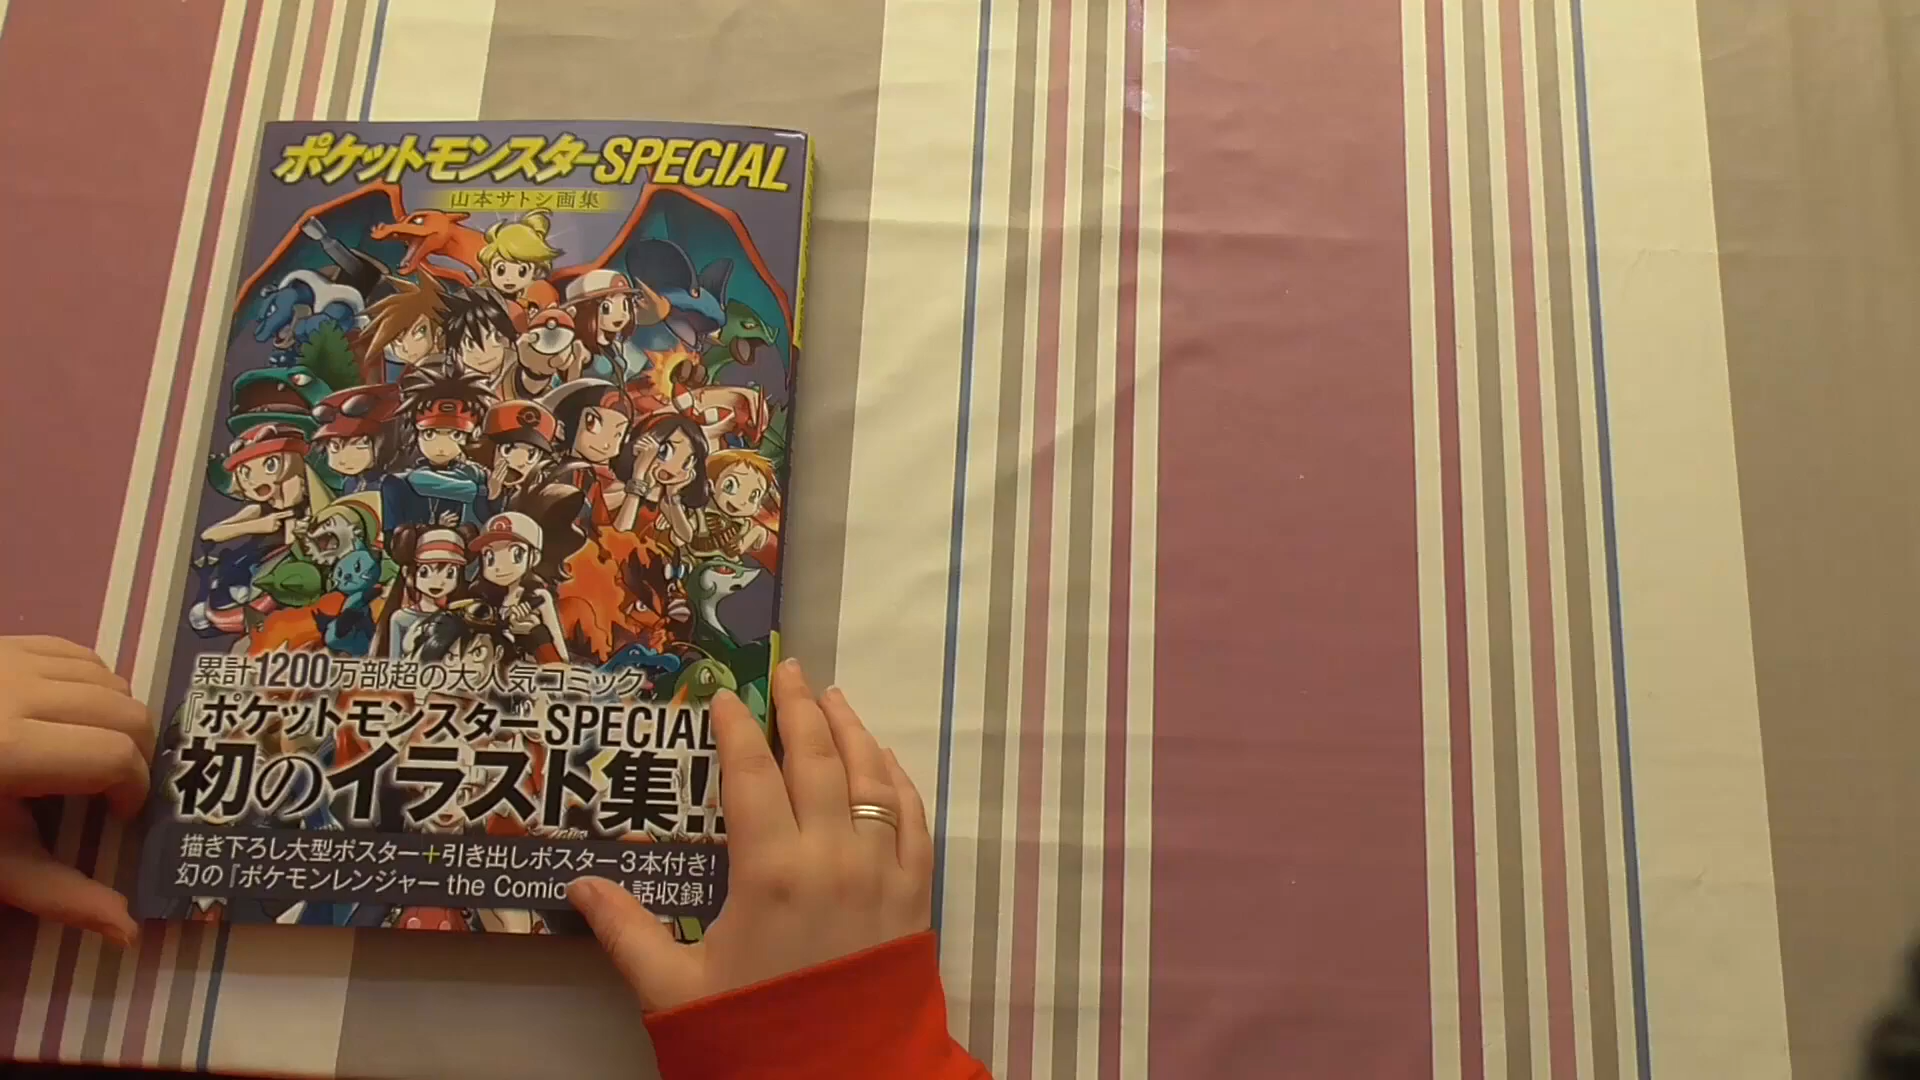 ポケットモンスターSPECIAL
山本サトシ画集
累計1200万部超の大人気コミック
『ポケットモンスターSPECIAL
初のイラスト集!!
描き下ろし大型ポスター+引き出しポスター3本付き!
幻の『ポケモンレンジャー the Comic 話収録!